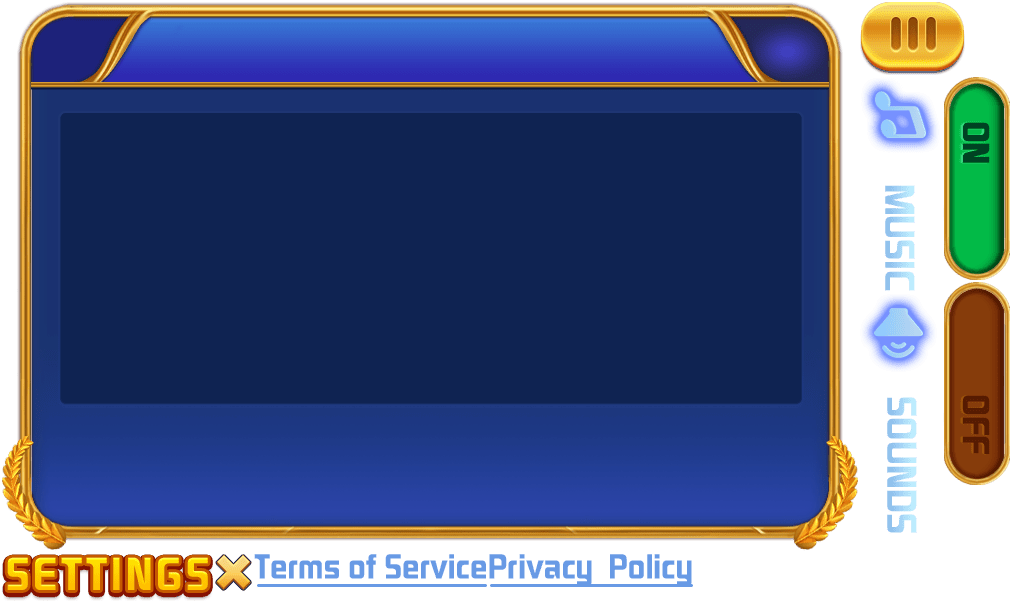 ON
MUSIC
OFF
SOUNDS
SETTINGS
Terms of Service
Privacy Policy